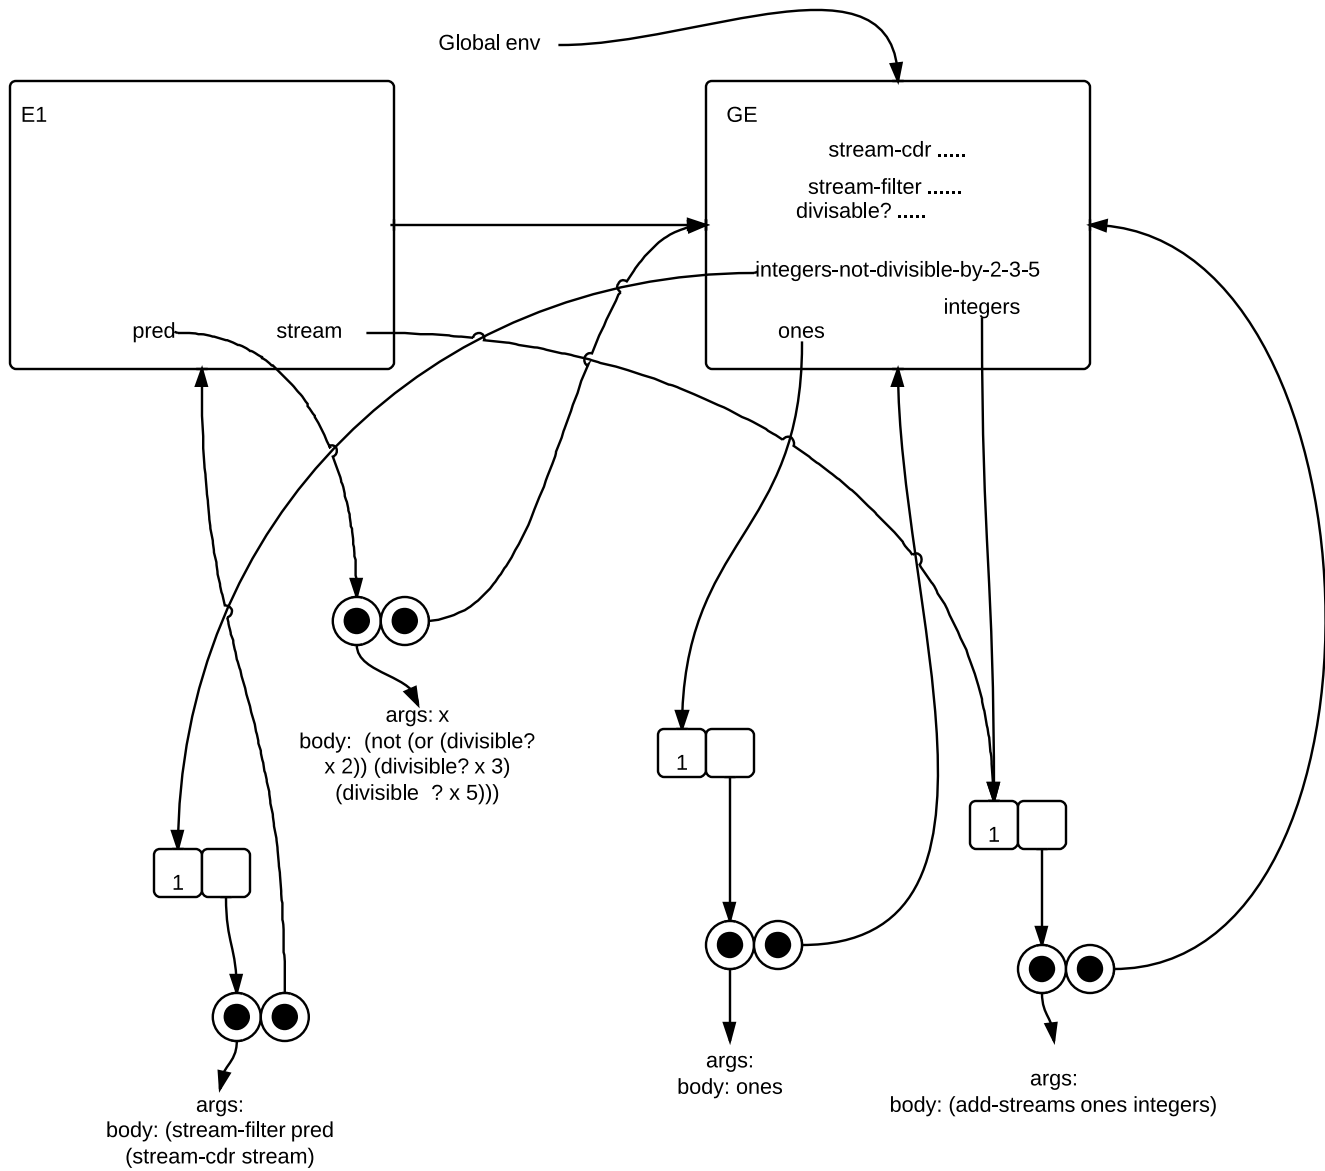 Global env
E1
GE
stream-cdr .....
stream-filter ......
divisable? .....
integers-not-divisible-by-2-3-5
integers
pred
stream
ones
args: x
body:  (not (or (divisible?
x 2)) (divisible? x 3)
(divisible  ? x 5)))
1
1
1
args:
body: ones
args:
body: (add-streams ones integers)
args:
body: (stream-filter pred
(stream-cdr stream)